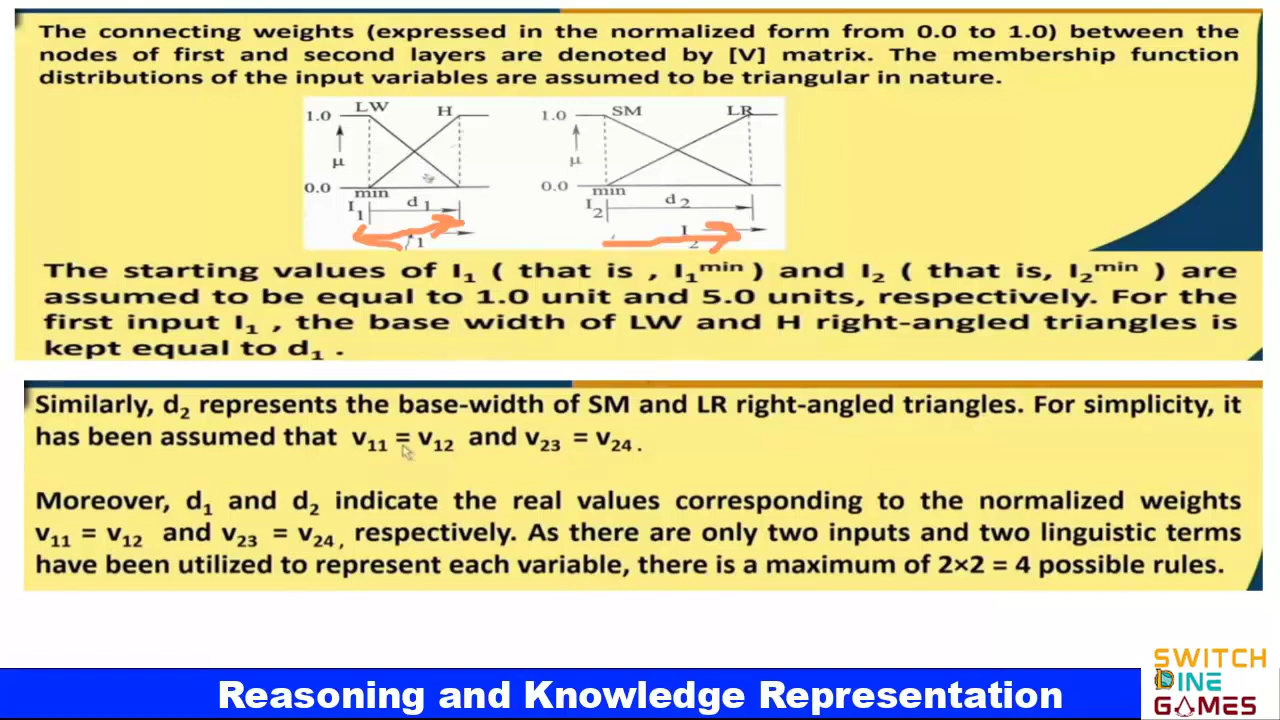 The connecting weights (expressed in the normalized form from 0.0 to 1.0) between the
nodes of first and second layers are denoted by [V] matrix. The membership function
distributions of the input variables are assumed to be triangular in nature.
LW H SM LR
1.0 1.0
μ μ
0.0 0.0
min min
I₁ d₁ I₂ d₂
1 I₂
The starting values of I₁ ( that is , I₁ᵐⁱⁿ ) and I₂ ( that is, I₂ᵐⁱⁿ ) are
assumed to be equal to 1.0 unit and 5.0 units, respectively. For the
first input I₁ , the base width of LW and H right-angled triangles is
kept equal to d₁ .
Similarly, d₂ represents the base-width of SM and LR right-angled triangles. For simplicity, it
has been assumed that v₁₁ = v₁₂ and v₂₃ = v₂₄ .
Moreover, d₁ and d₂ indicate the real values corresponding to the normalized weights
v₁₁ = v₁₂ and v₂₃ = v₂₄ , respectively. As there are only two inputs and two linguistic terms
have been utilized to represent each variable, there is a maximum of 2×2 = 4 possible rules.
Reasoning and Knowledge Representation
SWITCH
DINE
GAMES